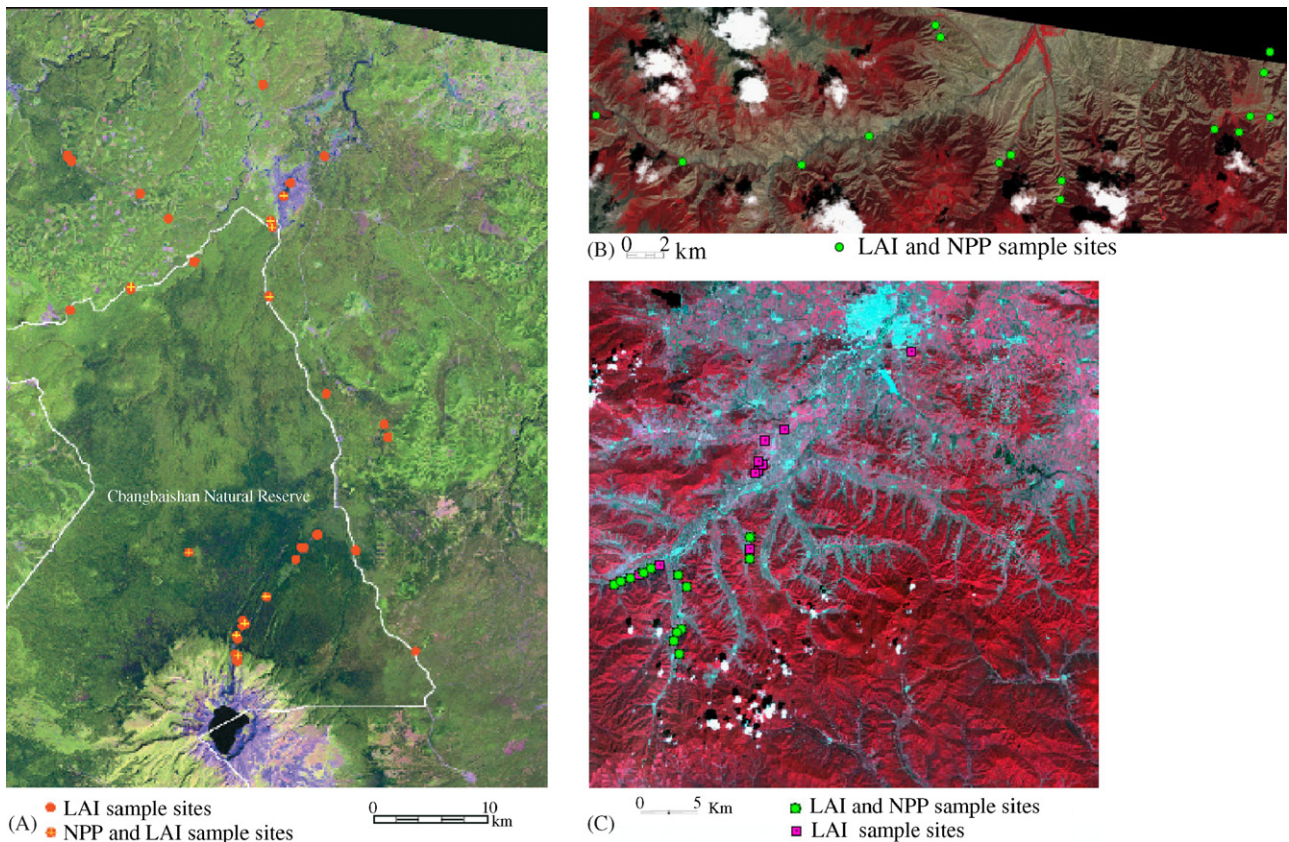 Cbangbaishan Natural Reserve
LAI sample sites
NPP and LAI sample sites
(A)
0 10
km
(B)
0 2 km
LAI and NPP sample sites
(C)
0 5 Km
LAI and NPP sample sites
LAI sample sites